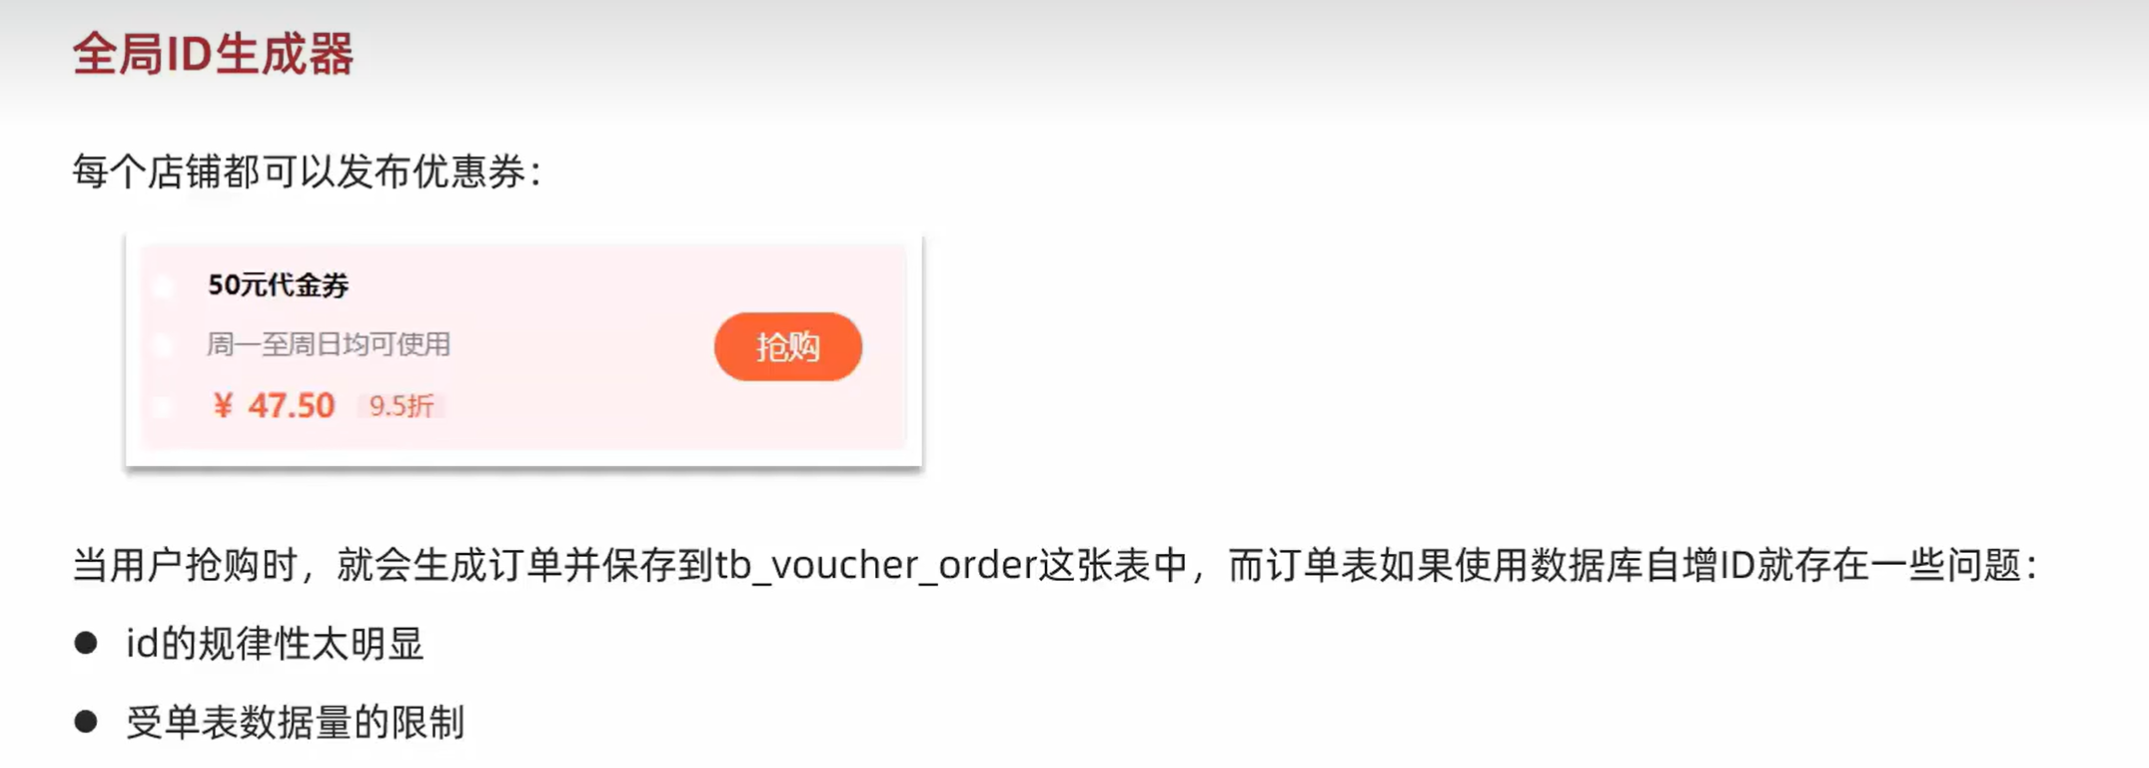 全局ID生成器
每个店铺都可以发布优惠券：
50元代金券
周一至周日均可使用
抢购
¥ 47.50 9.5折
当用户抢购时，就会生成订单并保存到tb_voucher_order这张表中，而订单表如果使用数据库自增ID就存在一些问题：
● id的规律性太明显
● 受单表数据量的限制